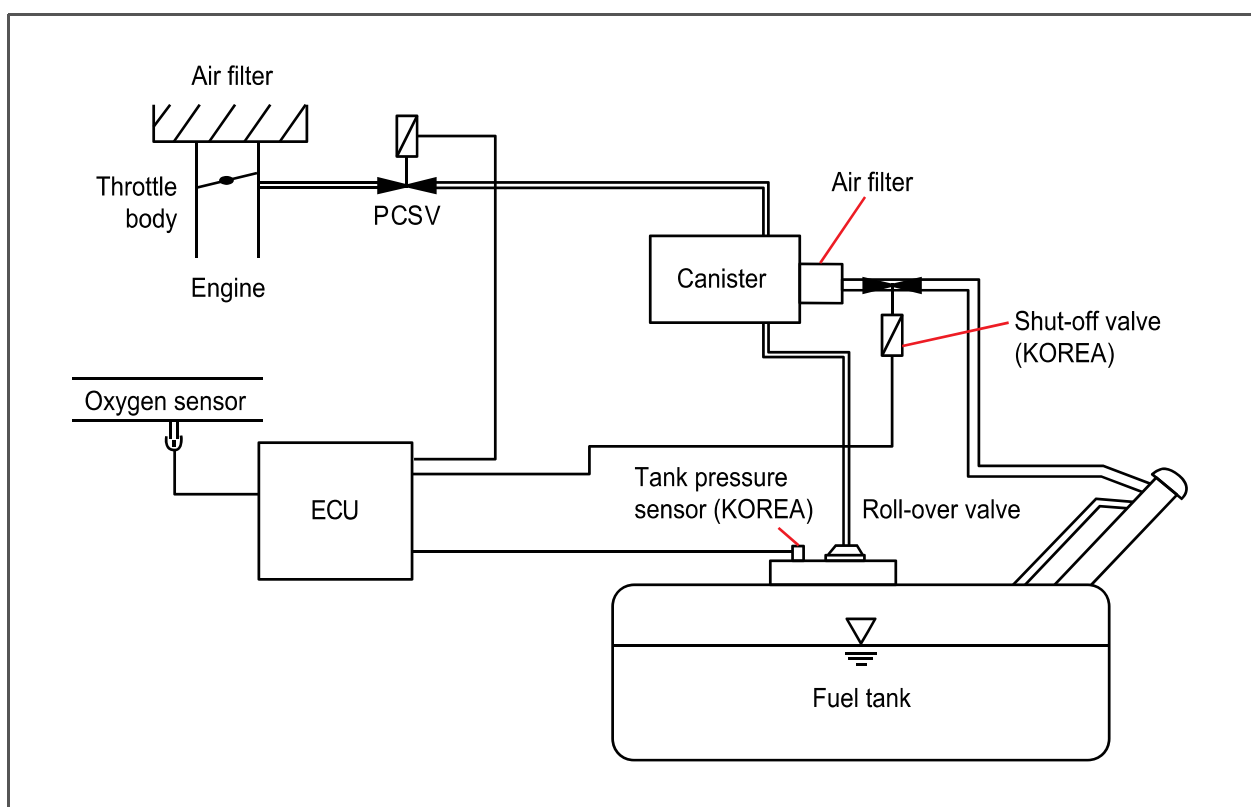 Air filter
Throttle
body
PCSV
Engine
Air filter
Canister
Shut-off valve
(KOREA)
Oxygen sensor
ECU
Tank pressure
sensor (KOREA)
Roll-over valve
Fuel tank